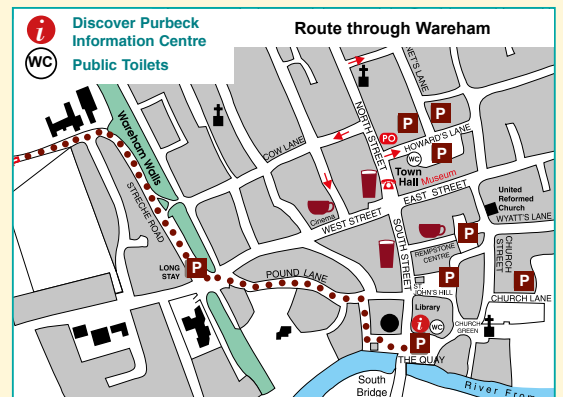 Discover Purbeck
Information Centre
WC
Public Toilets
Route through Wareham
i
NET'S LANE
Wareham Walls
NORTH STREET
P
P
PO
HOWARD'S LANE
P
WC
COW LANE
Town
Hall Museum
EAST STREET
STRECHE ROAD
United
Reformed
Church
WYATT'S LANE
Cinema
WEST STREET
SOUTH STREET
P
REMPSTONE
CENTRE
CHURCH
STREET
LONG
STAY
P
POUND LANE
P
P
ST.
JOHN'S HILL
CHURCH LANE
Library
i
WC
CHURCH
GREEN
P
THE QUAY
South
Bridge
River From